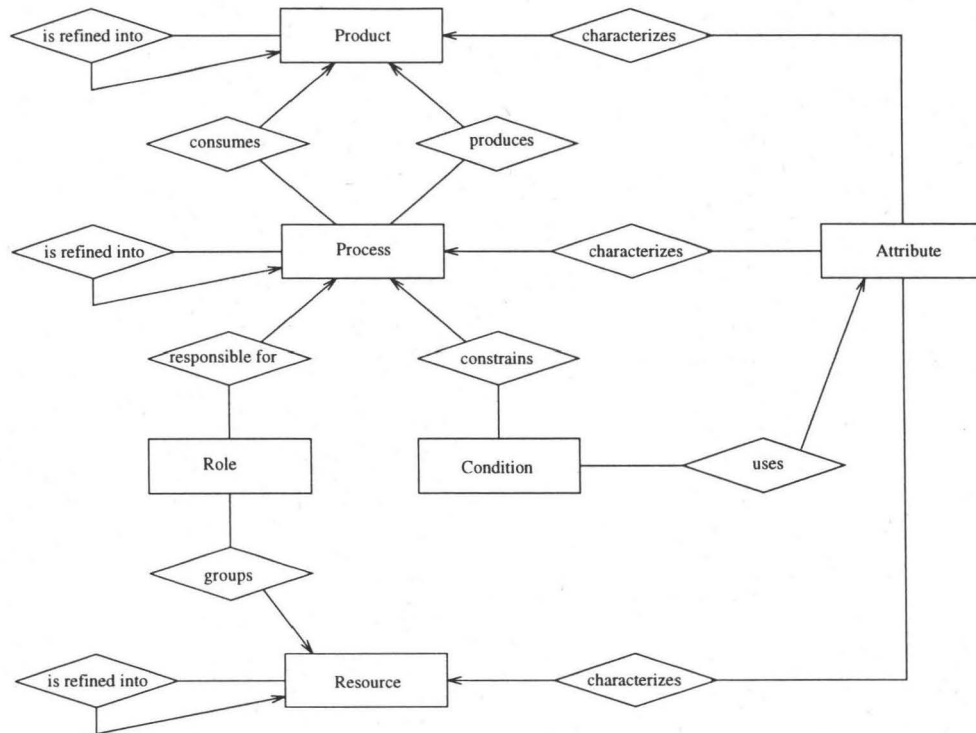 is refined into
Product
characterizes
consumes
produces
is refined into
Process
characterizes
Attribute
responsible for
constrains
Role
Condition
uses
groups
is refined into
Resource
characterizes